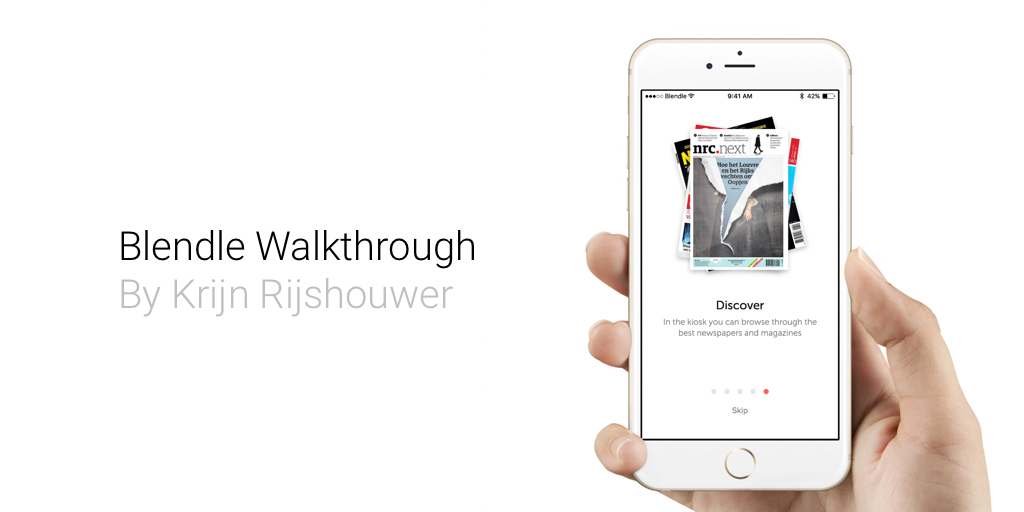 Blendle Walkthrough
By Krijn Rijshouwer
Blendle
9:41 AM
42%
nrc.next
Hoe het Louvre
en het Rijks
vechten om
Oopjen
Discover
In the kiosk you can browse through the
best newspapers and magazines
Skip